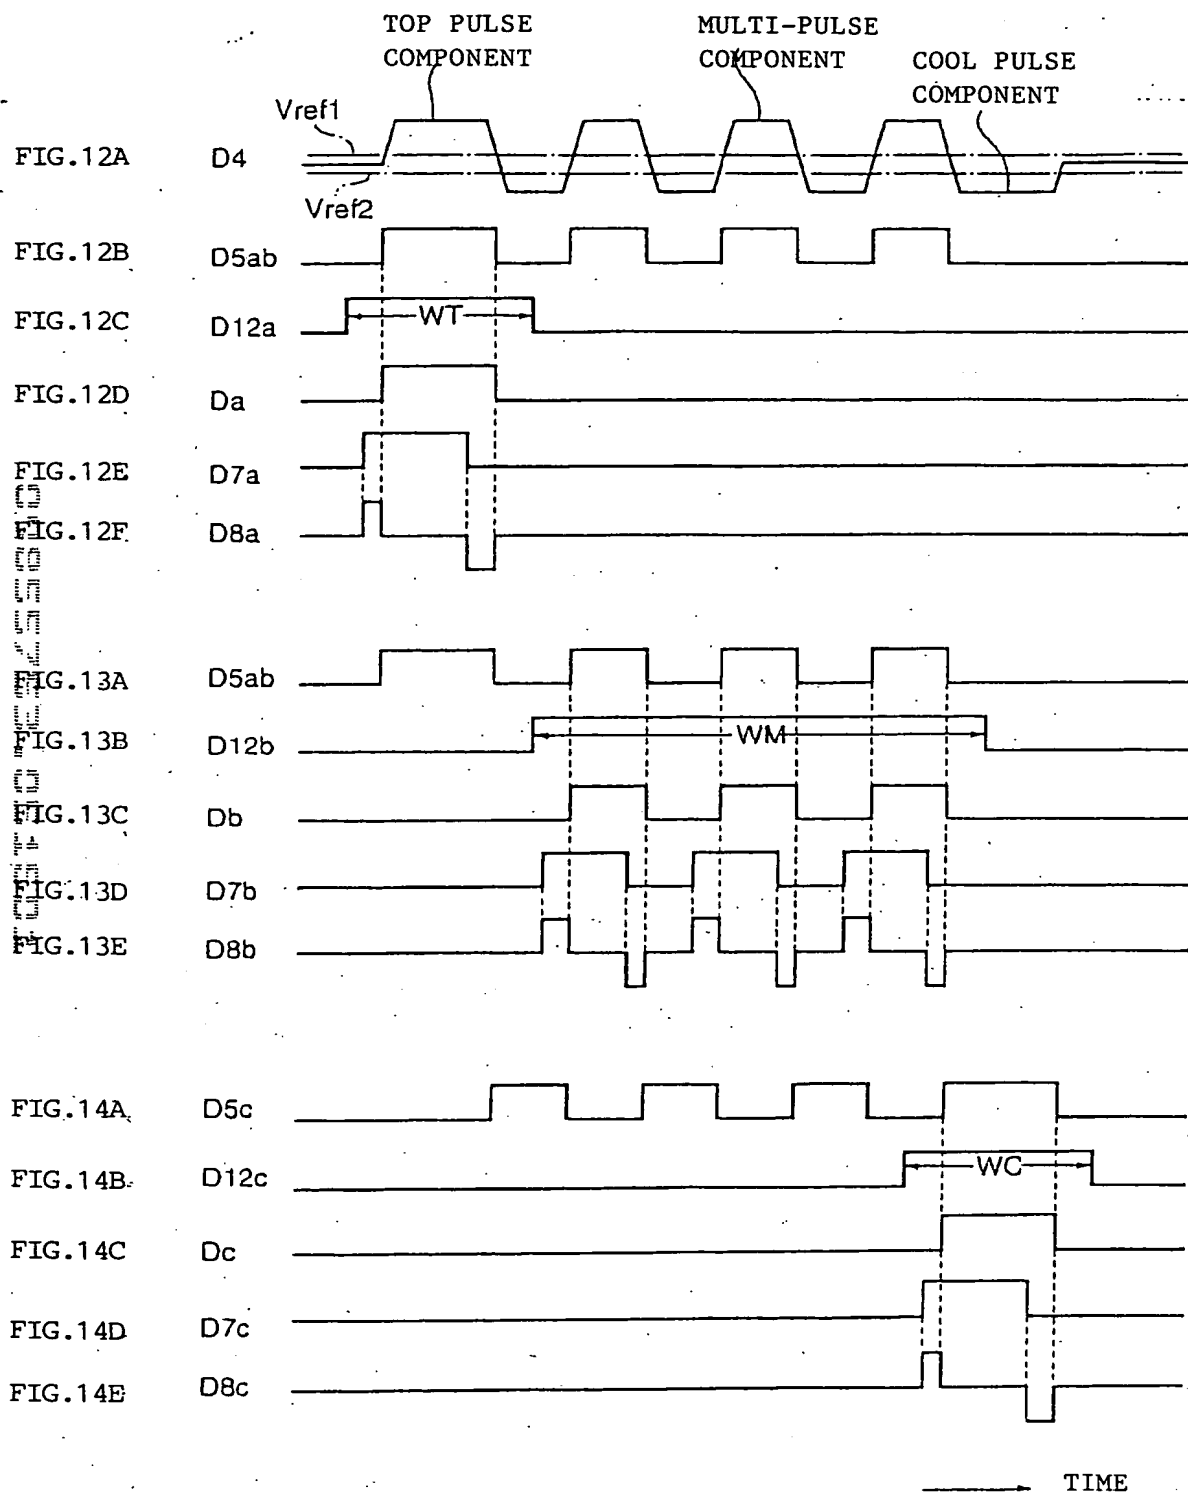 TOP PULSE
COMPONENT
MULTI-PULSE
COMPONENT
COOL PULSE
COMPONENT
Vref1
FIG.12A D4
Vref2
FIG.12B D5ab
FIG.12C D12a WT
FIG.12D Da
FIG.12E D7a
FIG.12F D8a
FIG.13A D5ab
FIG.13B D12b WM
FIG.13C Db
FIG.13D D7b
FIG.13E D8b
FIG.14A D5c
FIG.14B D12c WC
FIG.14C Dc
FIG.14D D7c
FIG.14E D8c
TIME